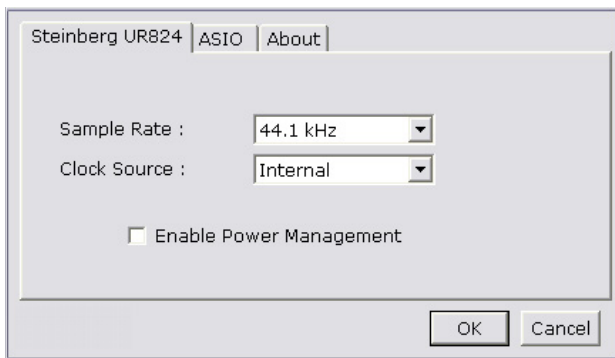 Steinberg UR824 ASIO About
Sample Rate : 44.1 kHz
Clock Source : Internal
Enable Power Management
OK Cancel